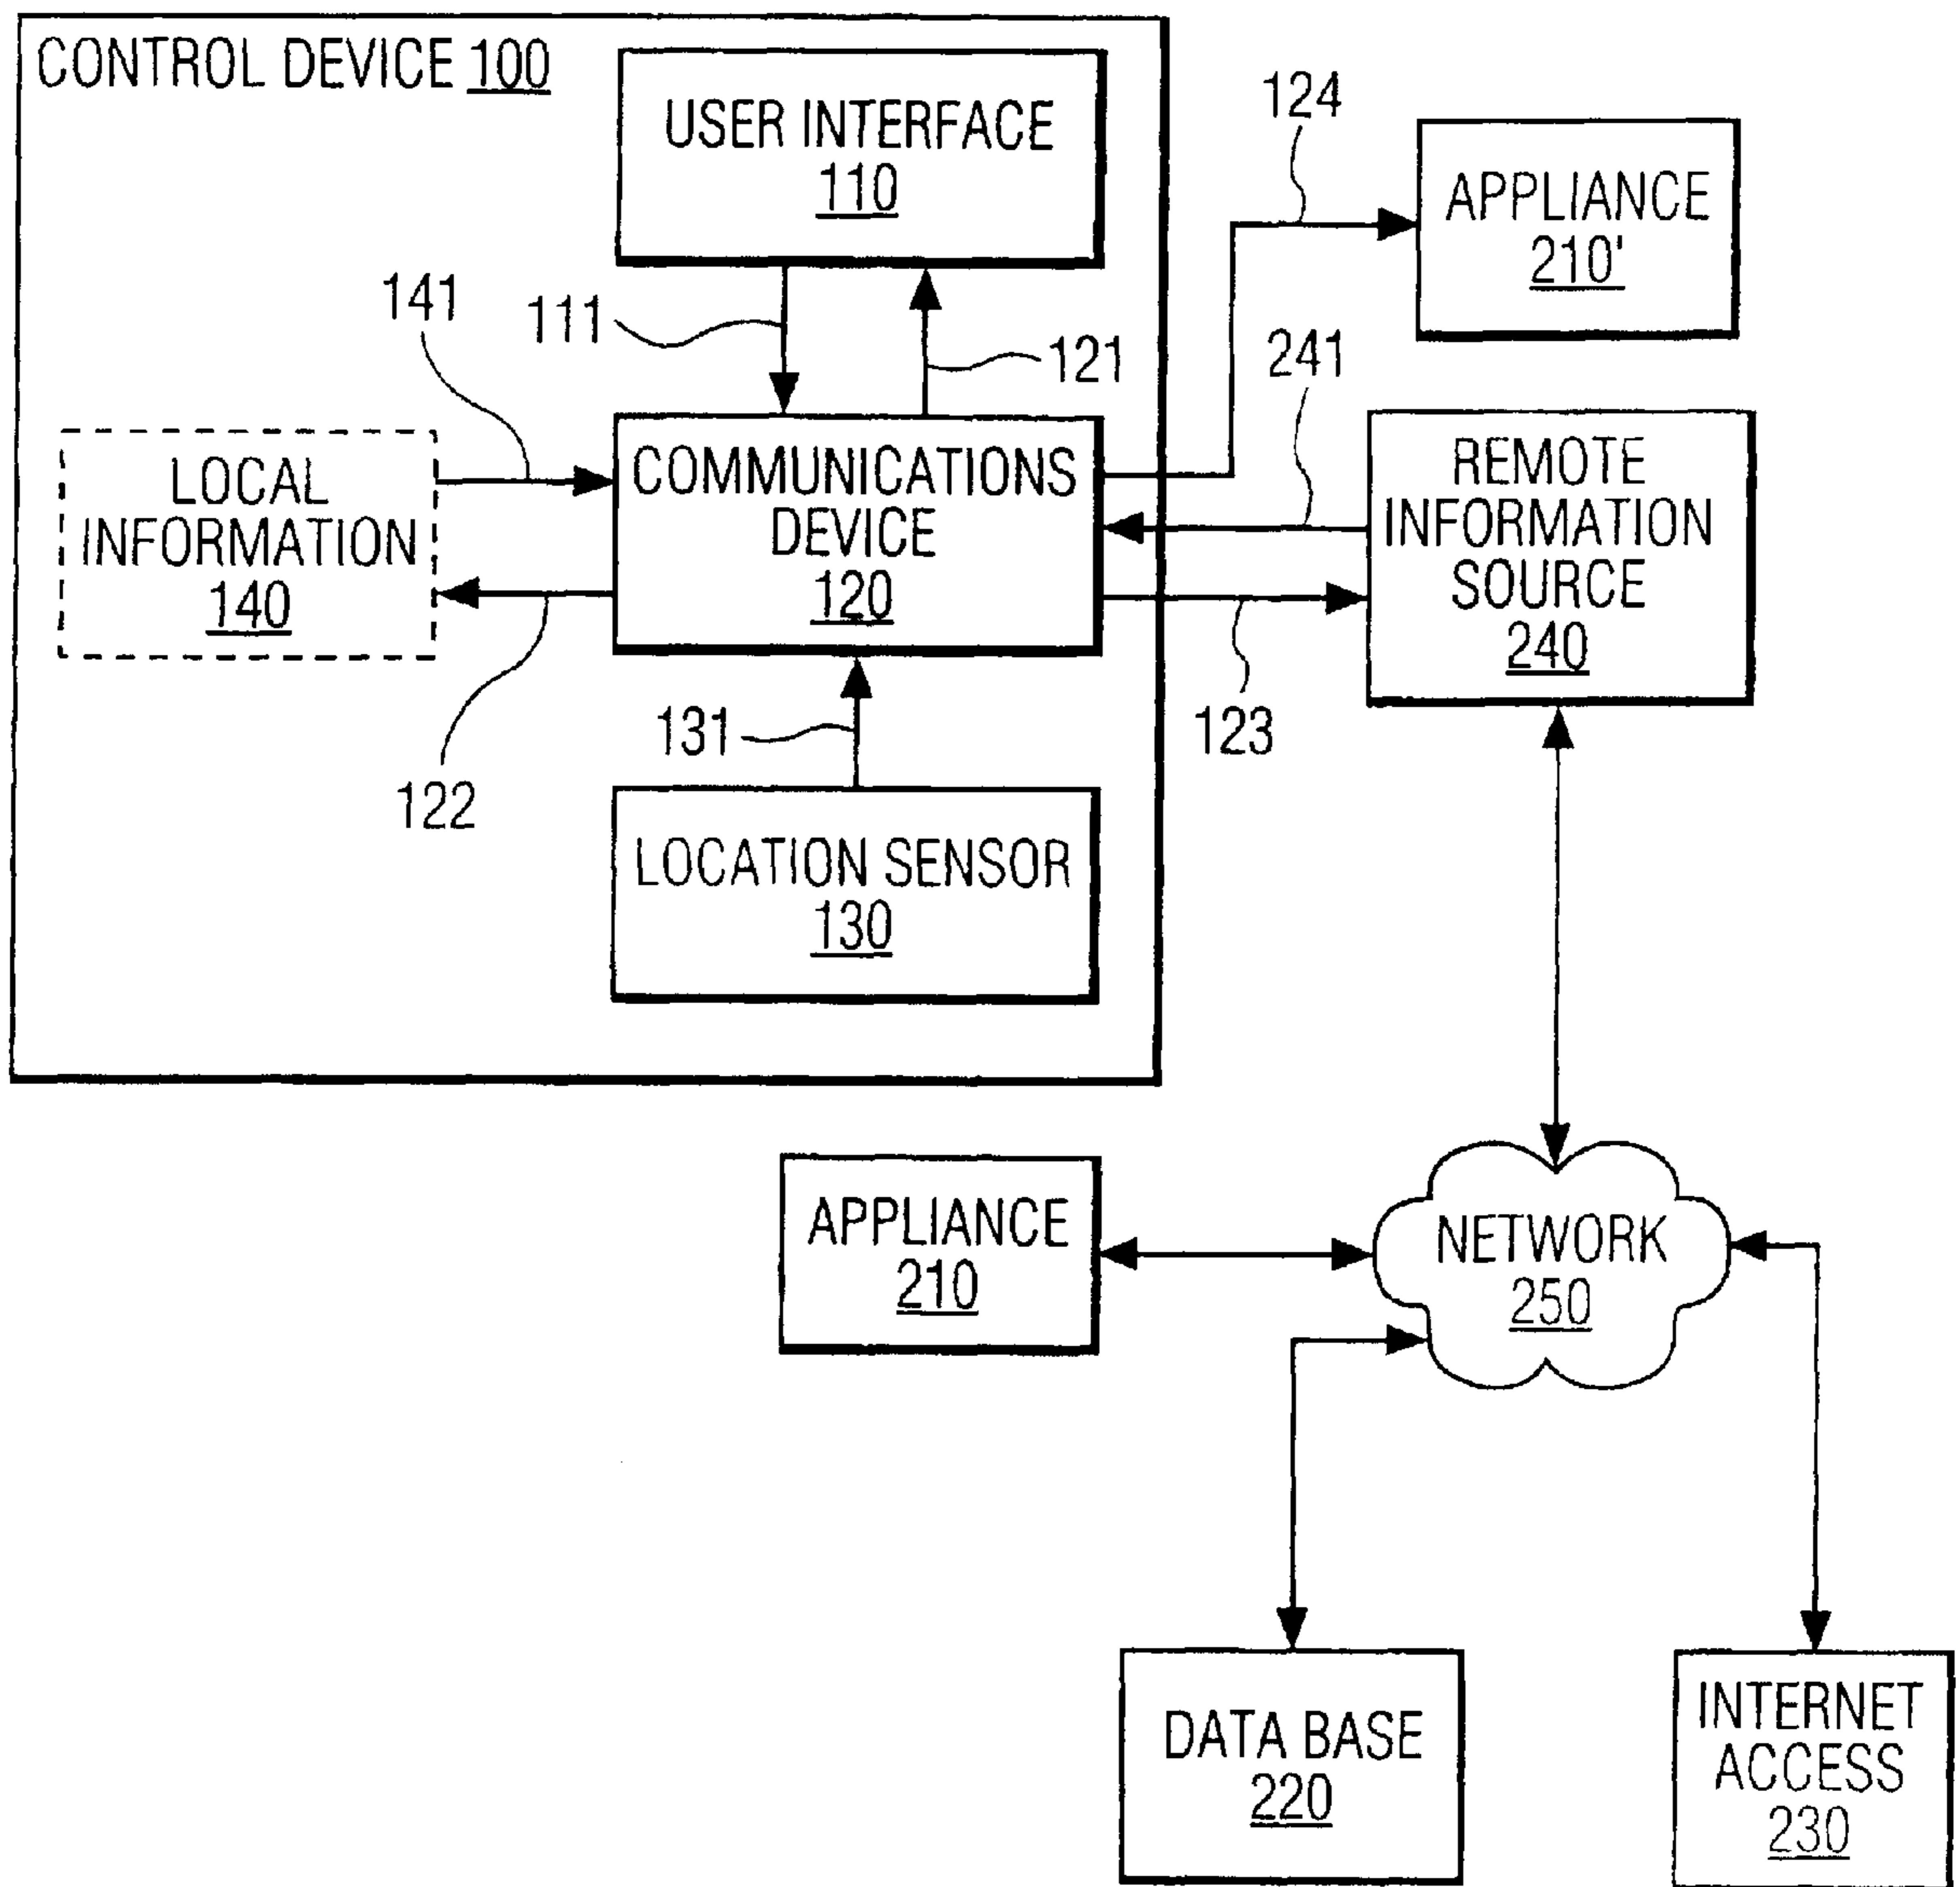 CONTROL DEVICE 100
USER INTERFACE
110
124
APPLIANCE
210'
141
111
121
241
LOCAL
INFORMATION
140
COMMUNICATIONS
DEVICE
120
REMOTE
INFORMATION
SOURCE
240
122
131
123
LOCATION SENSOR
130
APPLIANCE
210
NETWORK
250
DATA BASE
220
INTERNET
ACCESS
230